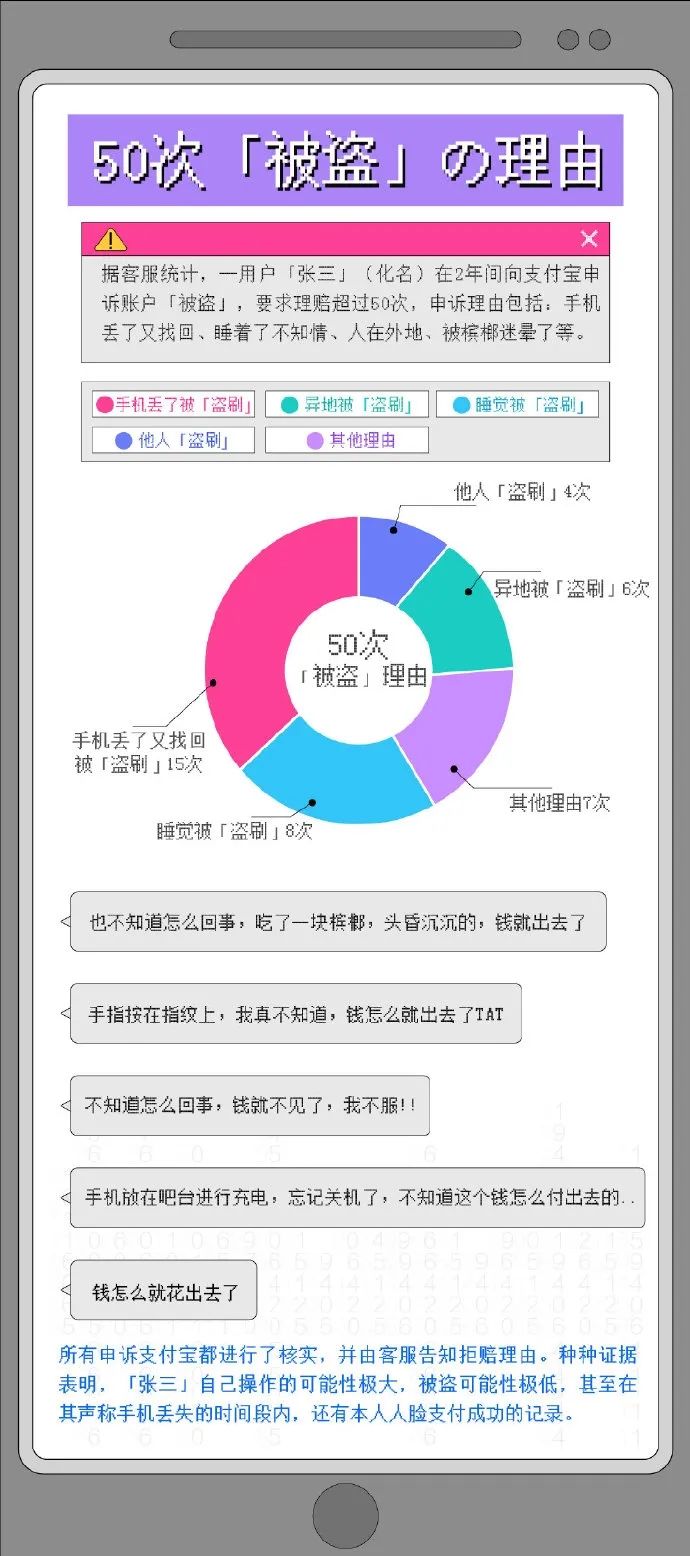 50次「被盗」の理由
据客服统计，一用户「张三」（化名）在2年间向支付宝申
诉账户「被盗」，要求理赔超过50次，申诉理由包括：手机
丢了又找回、睡着了不知情、人在外地、被槟榔迷晕了等。
手机丢了被「盗刷」
异地被「盗刷」
睡觉被「盗刷」
他人「盗刷」
其他理由
他人「盗刷」4次
异地被「盗刷」6次
50次
「被盗」理由
手机丢了又找回
被「盗刷」15次
其他理由7次
睡觉被「盗刷」8次
也不知道怎么回事，吃了一块槟榔，头昏沉沉的，钱就出去了
手指按在指纹上，我真不知道，钱怎么就出去了TAT
不知道怎么回事，钱就不见了，我不服!!
手机放在吧台进行充电，忘记关机了，不知道这个钱怎么付出去的..
钱怎么就花出去了
所有申诉支付宝都进行了核实，并由客服告知拒赔理由。种种证据
表明，「张三」自己操作的可能性极大，被盗可能性极低，甚至在
其声称手机丢失的时间段内，还有本人人脸支付成功的记录。